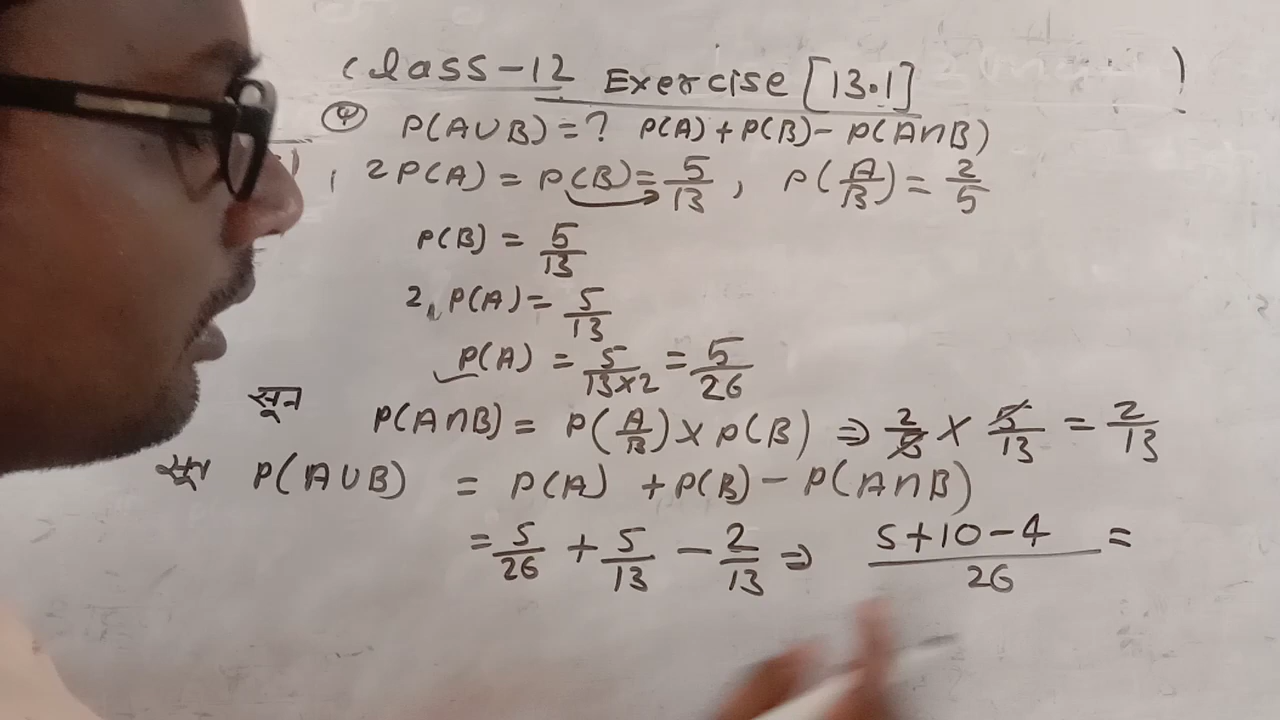 Class-12 Exercise [13.1]
④ P(A∪B)=? P(A)+P(B)-P(A∩B)
2P(A) = P(B)= 5/13, P(A/B)= 2/5
P(B) = 5/13
2, P(A)= 5/13
P(A) = 5/13×2 = 5/26
सून P(A∩B)= P(A/B)×P(B) ⇒ 2/5 × 5/13 = 2/13
P(A∪B) = P(A) +P(B)-P(A∩B)
= 5/26 + 5/13 - 2/13 ⇒ 5+10-4/26 =